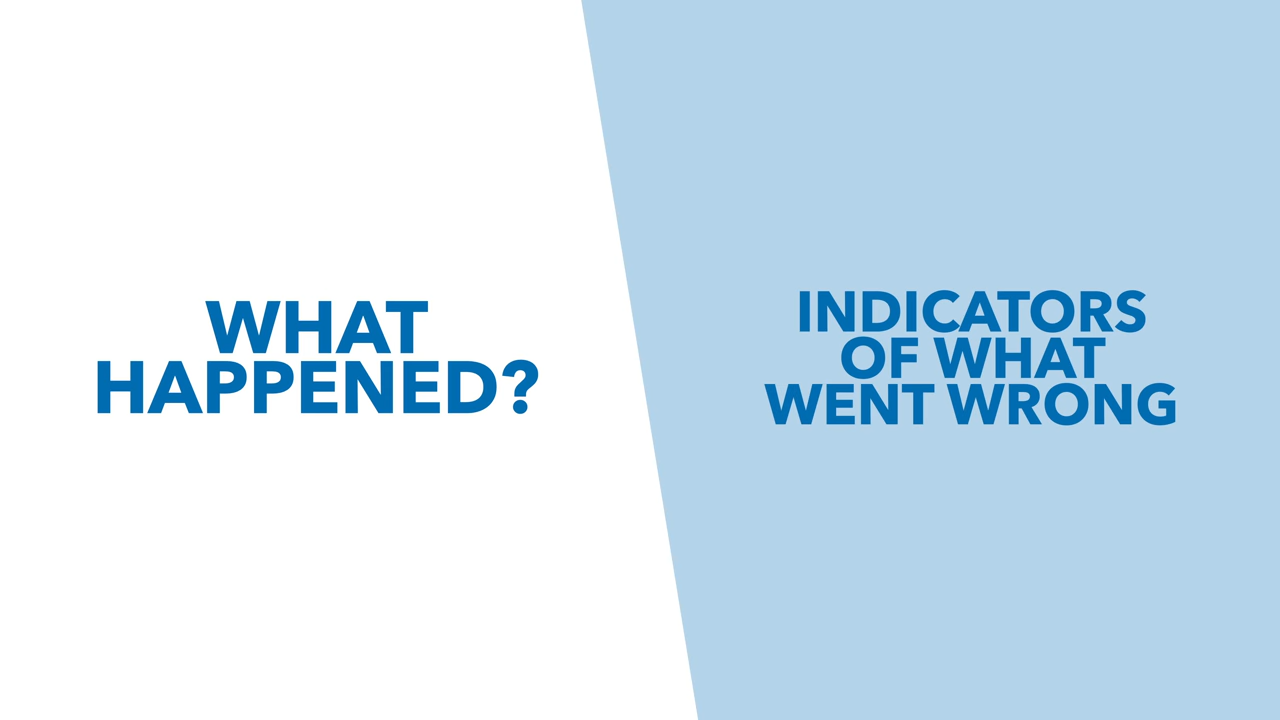 WHAT
HAPPENED?
INDICATORS
OF WHAT
WENT WRONG